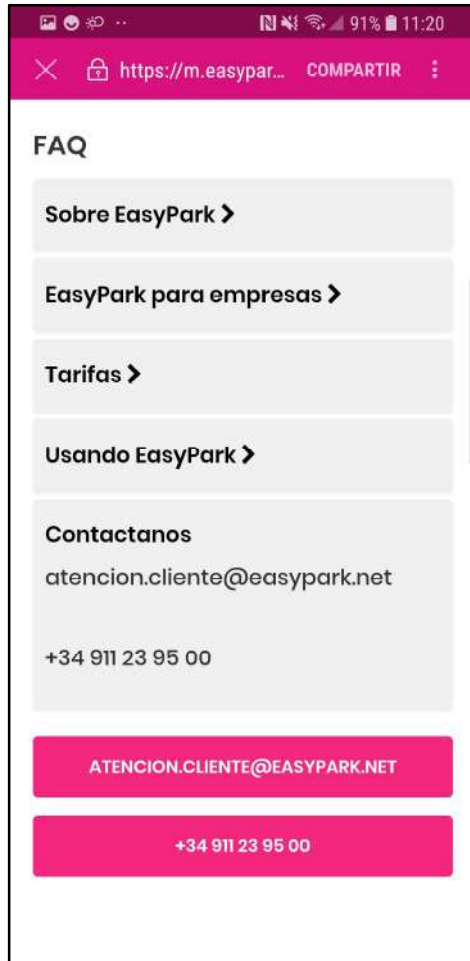 91% 11:20
https://m.easypar... COMPARTIR
FAQ
Sobre EasyPark
EasyPark para empresas
Tarifas
Usando EasyPark
Contactanos
atencion.cliente@easypark.net
+34 911 23 95 00
ATENCION.CLIENTE@EASYPARK.NET
+34 911 23 95 00